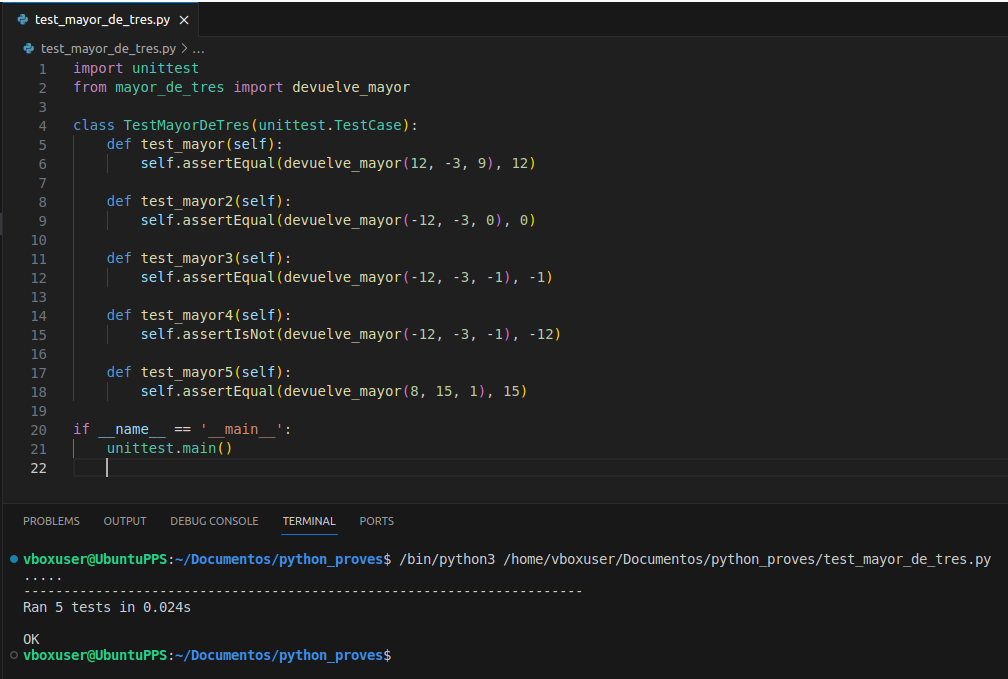 test_mayor_de_tres.py ×
test_mayor_de_tres.py > ...
1 import unittest
2 from mayor_de_tres import devuelve_mayor
3
4 class TestMayorDeTres(unittest.TestCase):
5     def test_mayor(self):
6         self.assertEqual(devuelve_mayor(12, -3, 9), 12)
7
8     def test_mayor2(self):
9         self.assertEqual(devuelve_mayor(-12, -3, 0), 0)
10
11     def test_mayor3(self):
12         self.assertEqual(devuelve_mayor(-12, -3, -1), -1)
13
14     def test_mayor4(self):
15         self.assertIsNot(devuelve_mayor(-12, -3, -1), -12)
16
17     def test_mayor5(self):
18         self.assertEqual(devuelve_mayor(8, 15, 1), 15)
19
20 if __name__ == '__main__':
21     unittest.main()
22
PROBLEMS OUTPUT DEBUG CONSOLE TERMINAL PORTS
vboxuser@UbuntuPPS:~/Documentos/python_proves$ /bin/python3 /home/vboxuser/Documentos/python_proves/test_mayor_de_tres.py
.....
----------------------------------------------------------------------
Ran 5 tests in 0.024s
OK
vboxuser@UbuntuPPS:~/Documentos/python_proves$